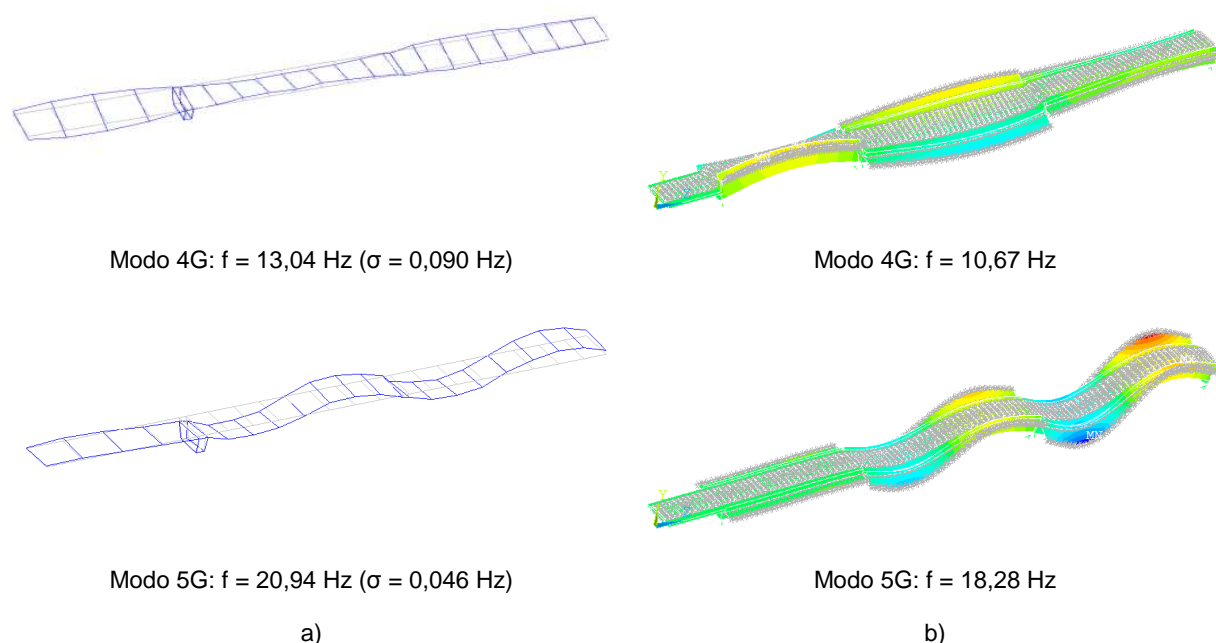 Modo 4G: f = 13,04 Hz (σ = 0,090 Hz)
Modo 4G: f = 10,67 Hz
MN
Modo 5G: f = 20,94 Hz (σ = 0,046 Hz)
Modo 5G: f = 18,28 Hz
a)
b)